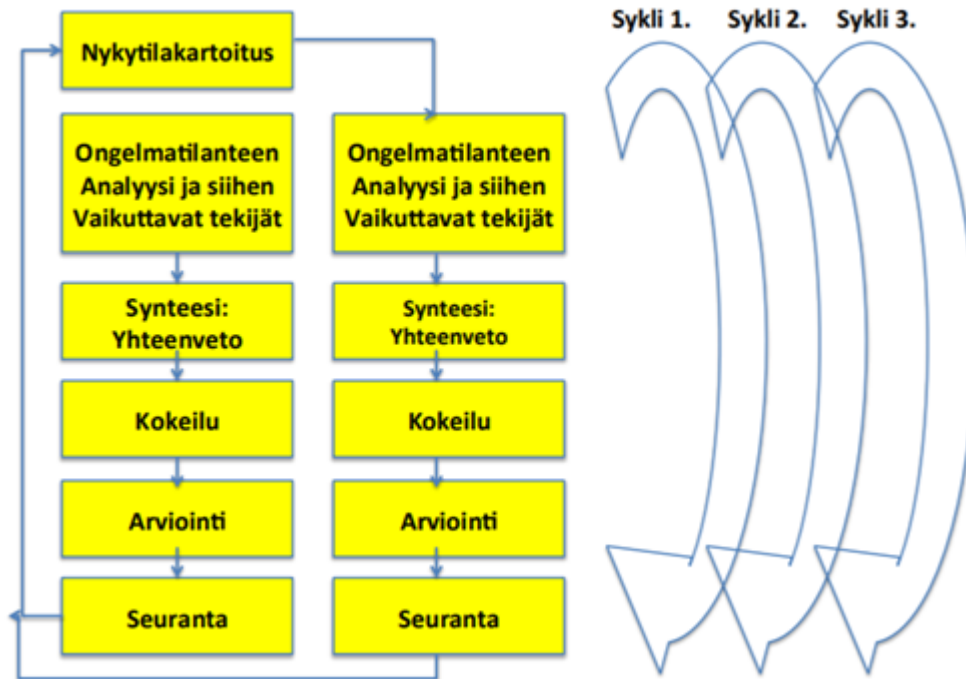 Sykli 1. Sykli 2. Sykli 3.
Nykytilakartoitus
Ongelmatilanteen
Analyysi ja siihen
Vaikuttavat tekijät
Synteesi:
Yhteenveto
Kokeilu
Arviointi
Seuranta
Ongelmatilanteen
Analyysi ja siihen
Vaikuttavat tekijät
Synteesi:
Yhteenveto
Kokeilu
Arviointi
Seuranta